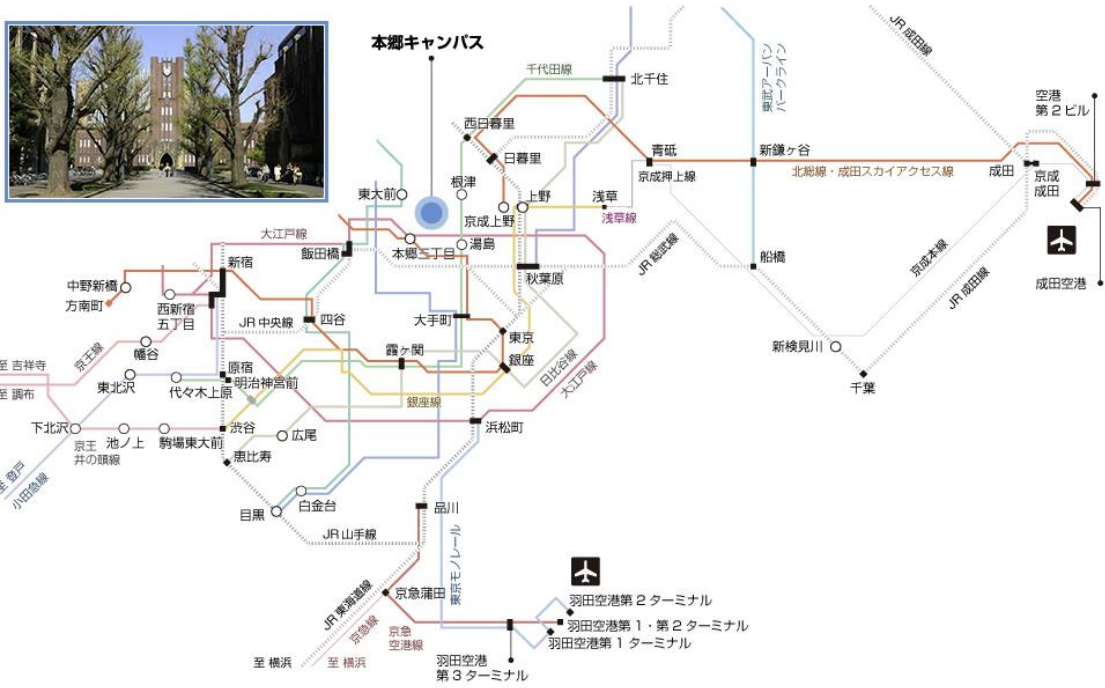 本郷キャンパス
千代田線
北千住
東武アーバン
パークライン
JR 成田線
空港
第２ビル
西日暮里
日暮里
青砥
京成押上線
新鎌ヶ谷
北総線・成田スカイアクセス線
成田
京成
成田
東大前
根津
上野
京成上野
浅草
浅草線
大江戸線
飯田橋
本郷三丁目
湯島
秋葉原
JR 総武線
船橋
京成本線
JR 成田線
成田空港
新宿
中野新橋
方南町
西新宿
五丁目
JR 中央線
四谷
大手町
東京
新検見川
千葉
幡谷
京王線
至 吉祥寺
至 調布
東北沢
代々木上原
原宿
明治神宮前
霞ヶ関
銀座
日比谷線
大江戸線
銀座線
下北沢
池ノ上
駒場東大前
渋谷
浜松町
京王
井の頭線
広尾
恵比寿
至 登戸
小田急線
目黒
白金台
品川
JR 山手線
東京モノレール
京急蒲田
JR 東海道線
京急線
京急
空港線
至 横浜
至 横浜
羽田空港第 2 ターミナル
羽田空港第 1・第 2 ターミナル
羽田空港第 1 ターミナル
羽田空港
第 3 ターミナル